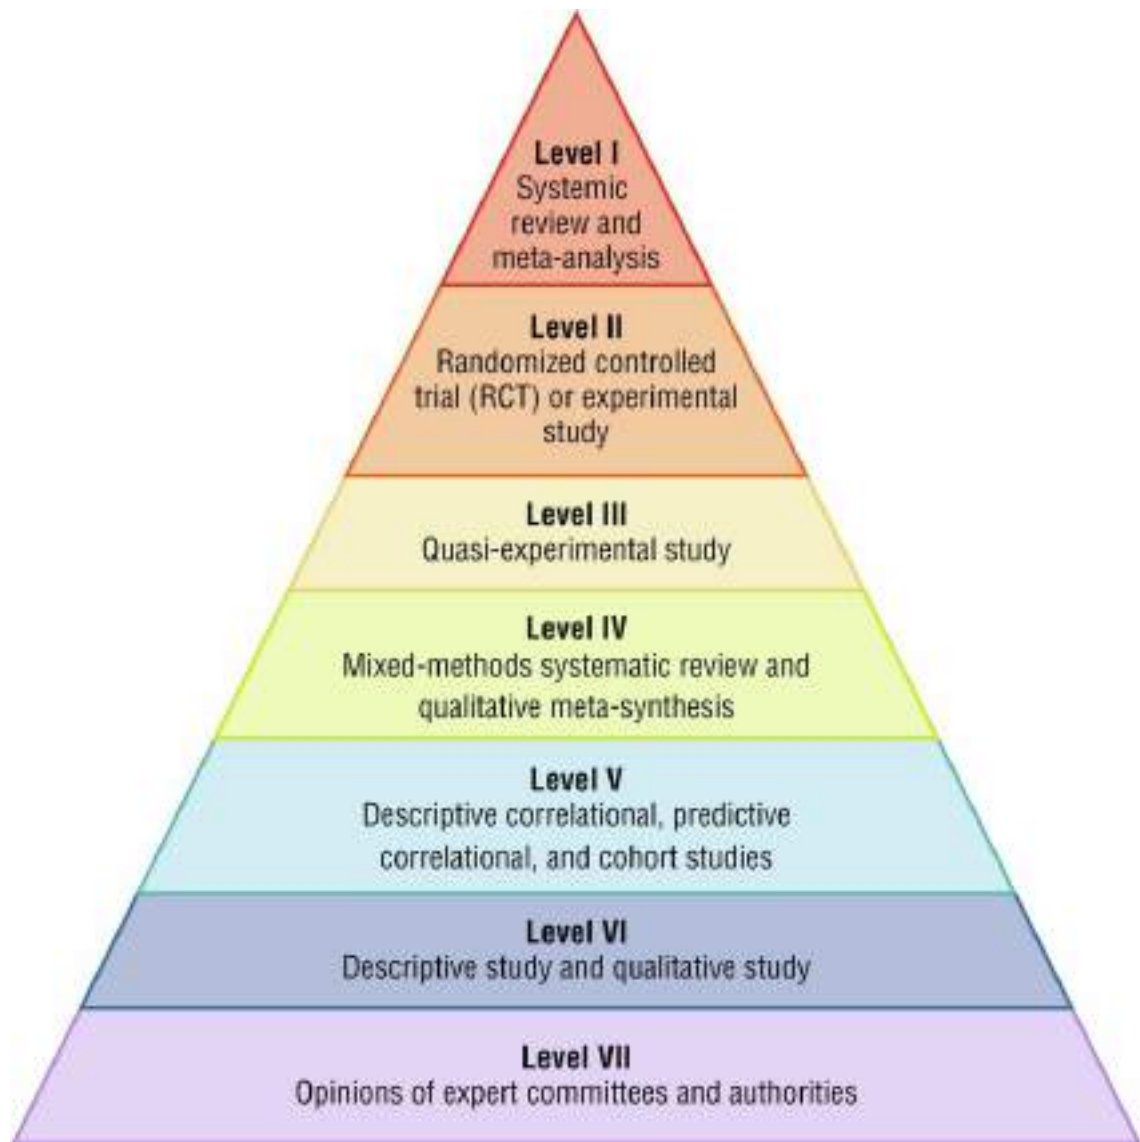 Level I
Systemic
review and
meta-analysis
Level II
Randomized controlled
trial (RCT) or experimental
study
Level III
Quasi-experimental study
Level IV
Mixed-methods systematic review and
qualitative meta-synthesis
Level V
Descriptive correlational, predictive
correlational, and cohort studies
Level VI
Descriptive study and qualitative study
Level VII
Opinions of expert committees and authorities